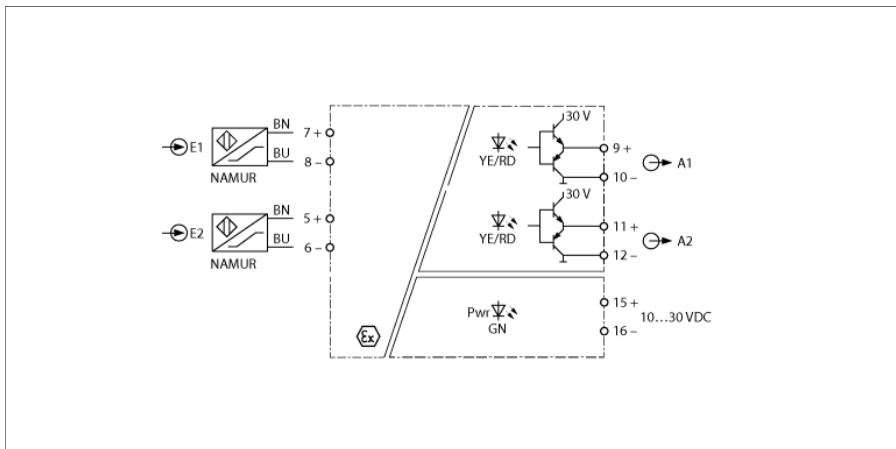 E1
BN
7 +
BU
8 –
NAMUR
E2
BN
5 +
BU
6 –
NAMUR
30 V
YE/RD
9 +
10 –
A1
30 V
YE/RD
11 +
12 –
A2
Pwr
GN
15 +
16 –
10...30 VDC
Ex